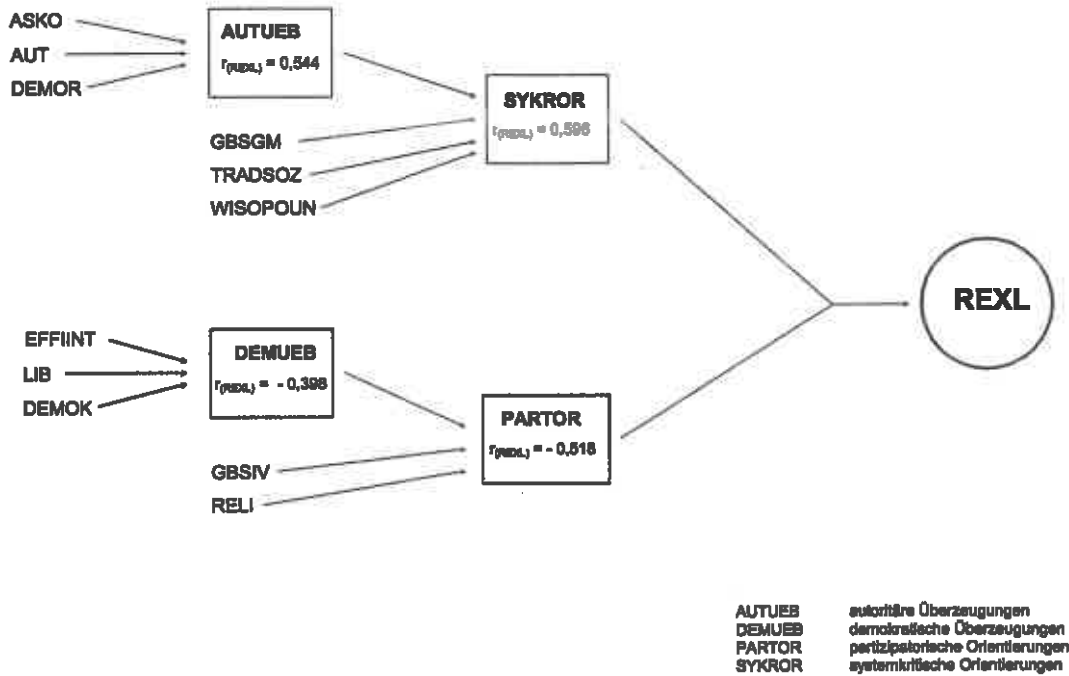 ASKO
AUT
DEMOR
AUTUEB
r(REXL) = 0,544
GBSGM
TRADSOZ
WISOPOUN
SYKROR
r(REXL) = 0,596
REXL
EFFIINT
LIB
DEMOK
DEMUEB
r(REXL) = - 0,398
GBSIV
RELI
PARTOR
r(REXL) = - 0,518
AUTUEB autoritäre Überzeugungen
DEMUEB demokratische Überzeugungen
PARTOR partizipatorische Orientierungen
SYKROR systemkritische Orientierungen